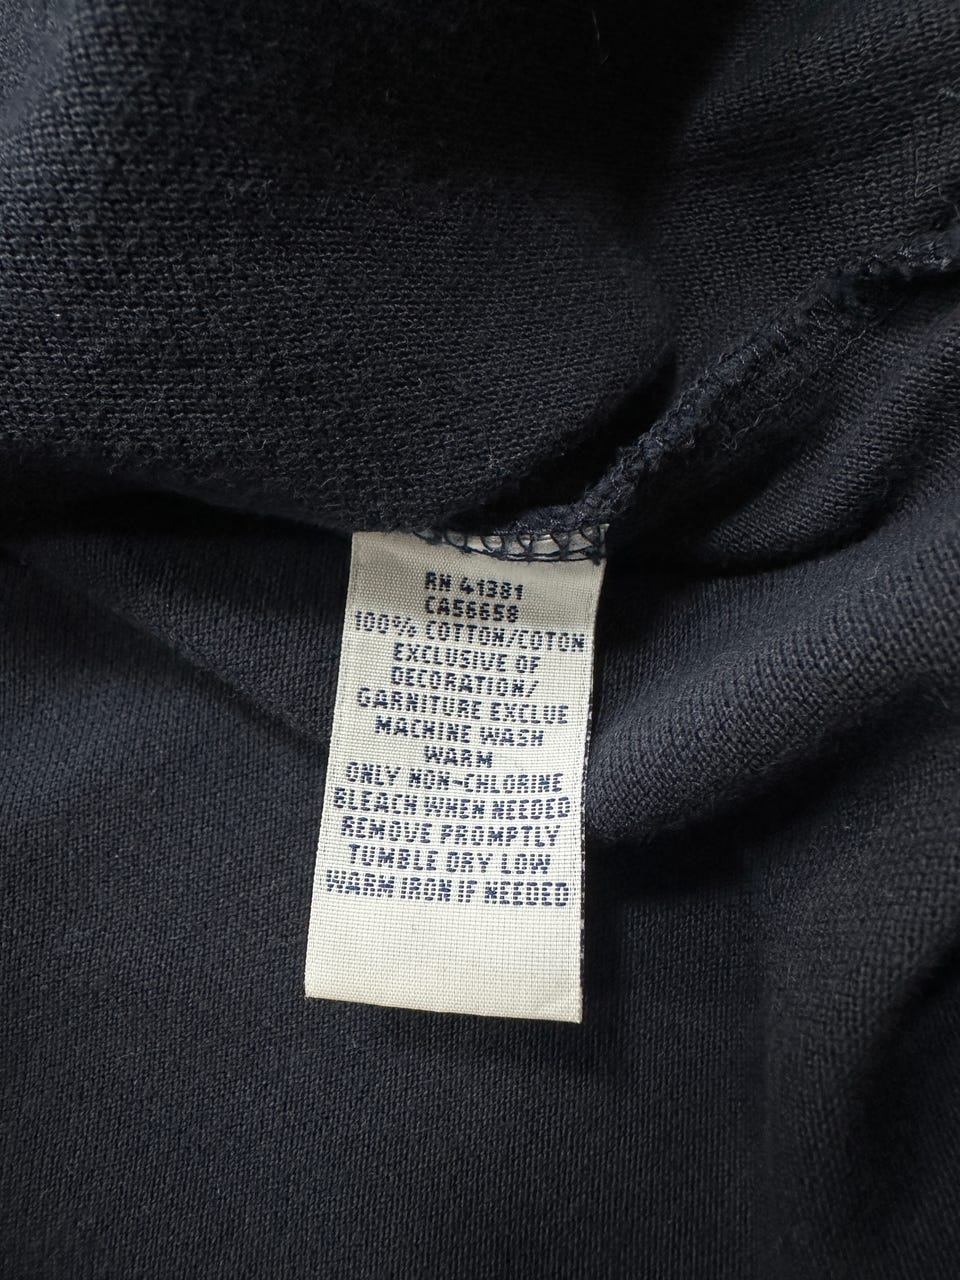 RN 41381
CA56658
100% COTTON/COTON
EXCLUSIVE OF
DECORATION/
GARNITURE EXCLUE
MACHINE WASH
WARM
ONLY NON-CHLORINE
BLEACH WHEN NEEDED
REMOVE PROMPTLY
TUMBLE DRY LOW
WARM IRON IF NEEDED